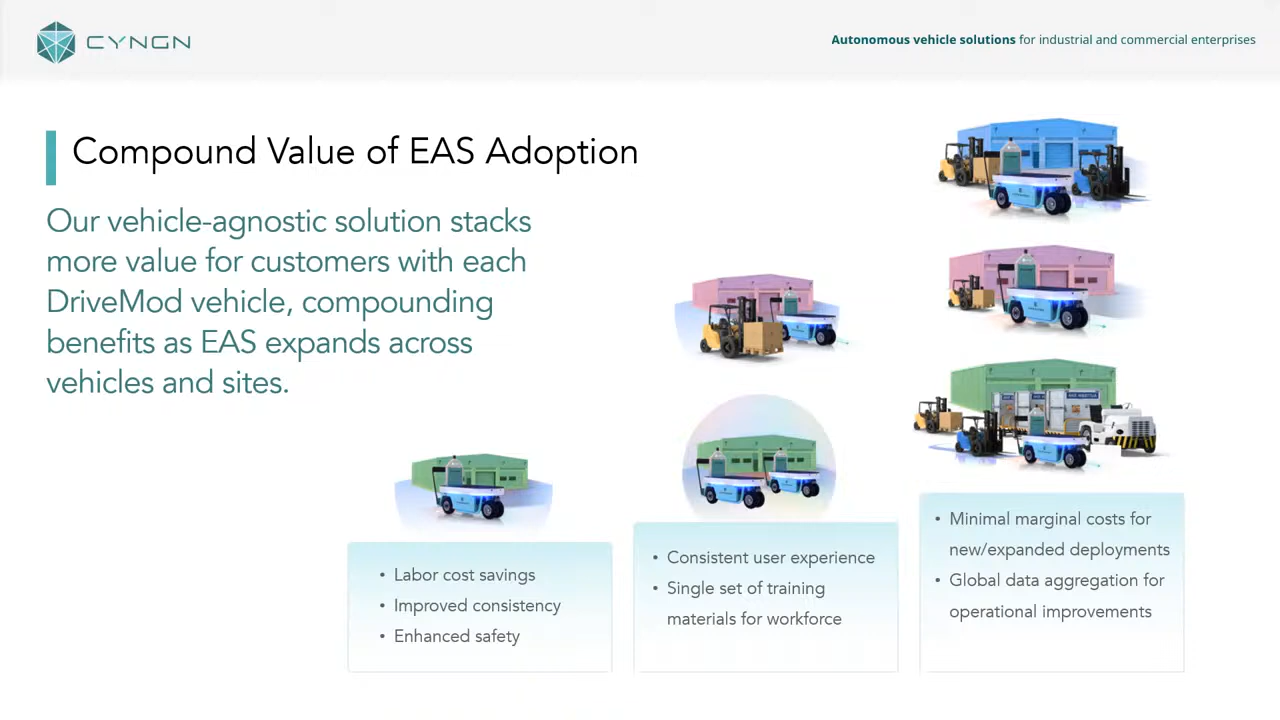 CYNGN
Autonomous vehicle solutions for industrial and commercial enterprises
Compound Value of EAS Adoption
Our vehicle-agnostic solution stacks
more value for customers with each
DriveMod vehicle, compounding
benefits as EAS expands across
vehicles and sites.
• Labor cost savings
• Improved consistency
• Enhanced safety
• Consistent user experience
• Single set of training
materials for workforce
• Minimal marginal costs for
new/expanded deployments
• Global data aggregation for
operational improvements